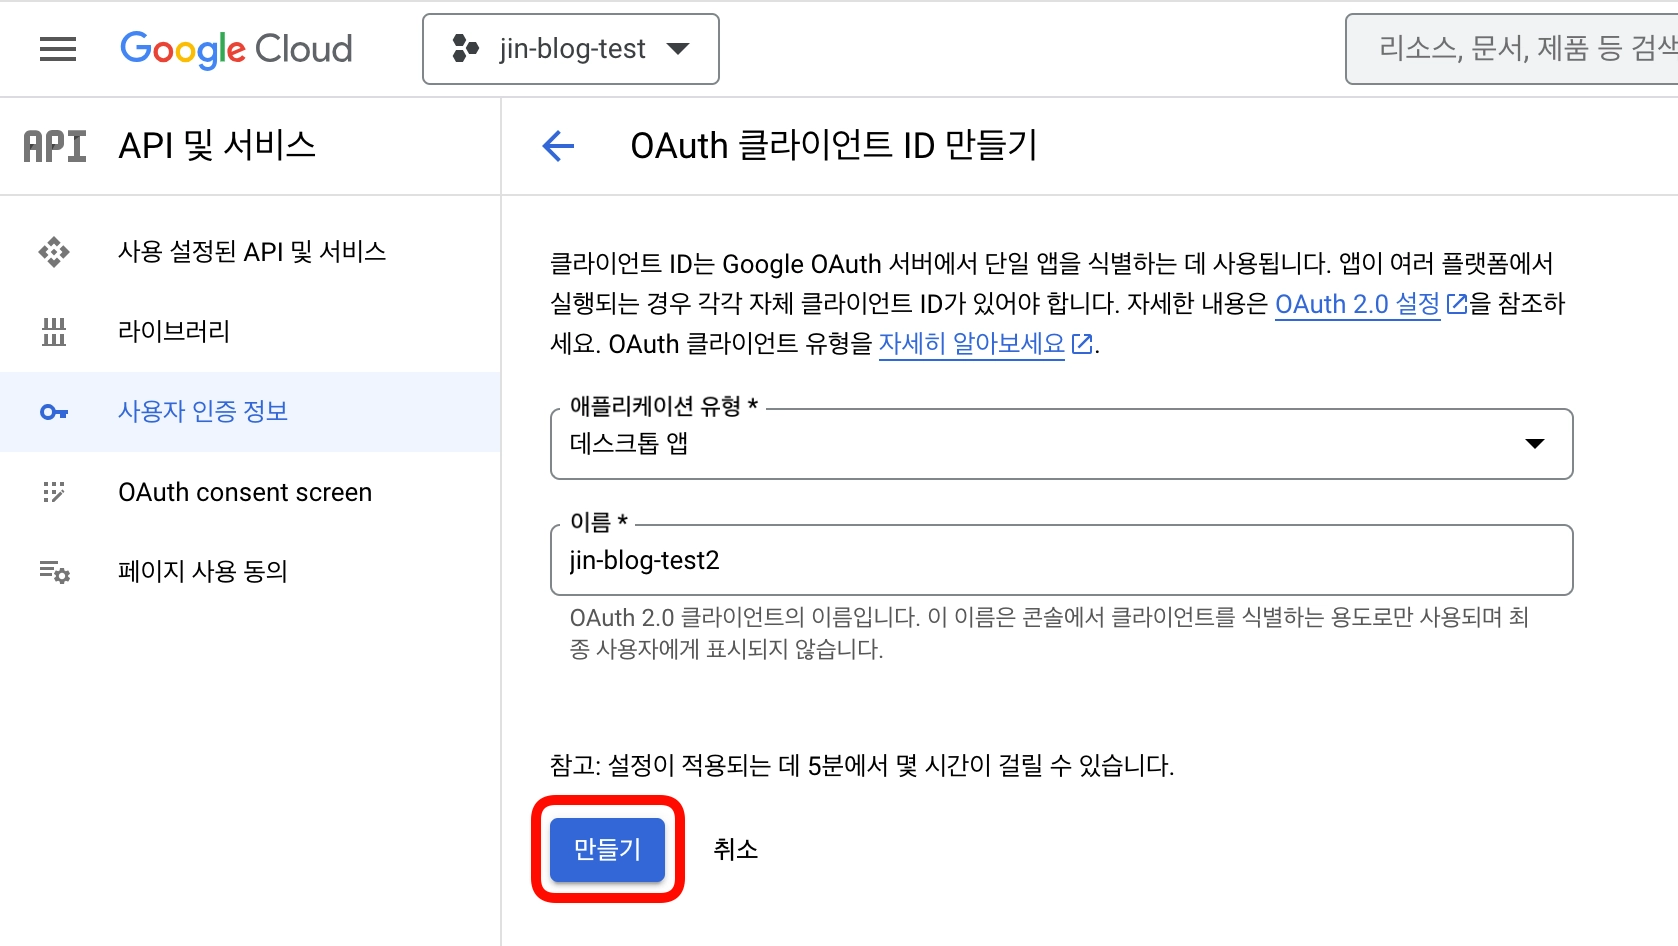 Google Cloud
jin-blog-test
리소스, 문서, 제품 등 검색
API API 및 서비스
OAuth 클라이언트 ID 만들기
사용 설정된 API 및 서비스
라이브러리
사용자 인증 정보
OAuth consent screen
페이지 사용 동의
클라이언트 ID는 Google OAuth 서버에서 단일 앱을 식별하는 데 사용됩니다. 앱이 여러 플랫폼에서
실행되는 경우 각각 자체 클라이언트 ID가 있어야 합니다. 자세한 내용은 OAuth 2.0 설정을 참조하
세요. OAuth 클라이언트 유형을 자세히 알아보세요.
애플리케이션 유형 *
데스크톱 앱
이름 *
jin-blog-test2
OAuth 2.0 클라이언트의 이름입니다. 이 이름은 콘솔에서 클라이언트를 식별하는 용도로만 사용되며 최
종 사용자에게 표시되지 않습니다.
참고: 설정이 적용되는 데 5분에서 몇 시간이 걸릴 수 있습니다.
만들기
취소